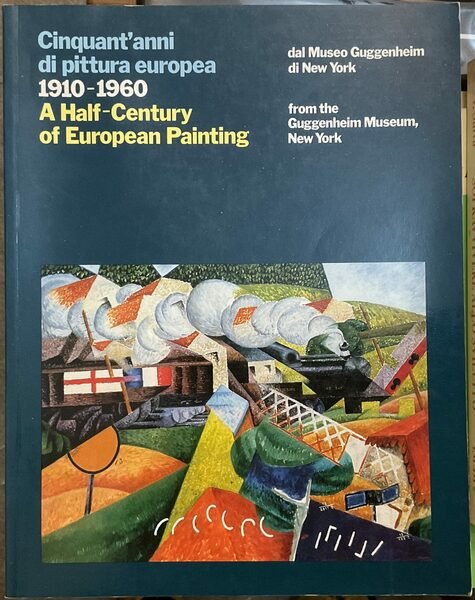 Cinquant'anni
di pittura europea
1910-1960
A Half-Century
of European Painting
dal Museo Guggenheim
di New York
from the
Guggenheim Museum,
New York